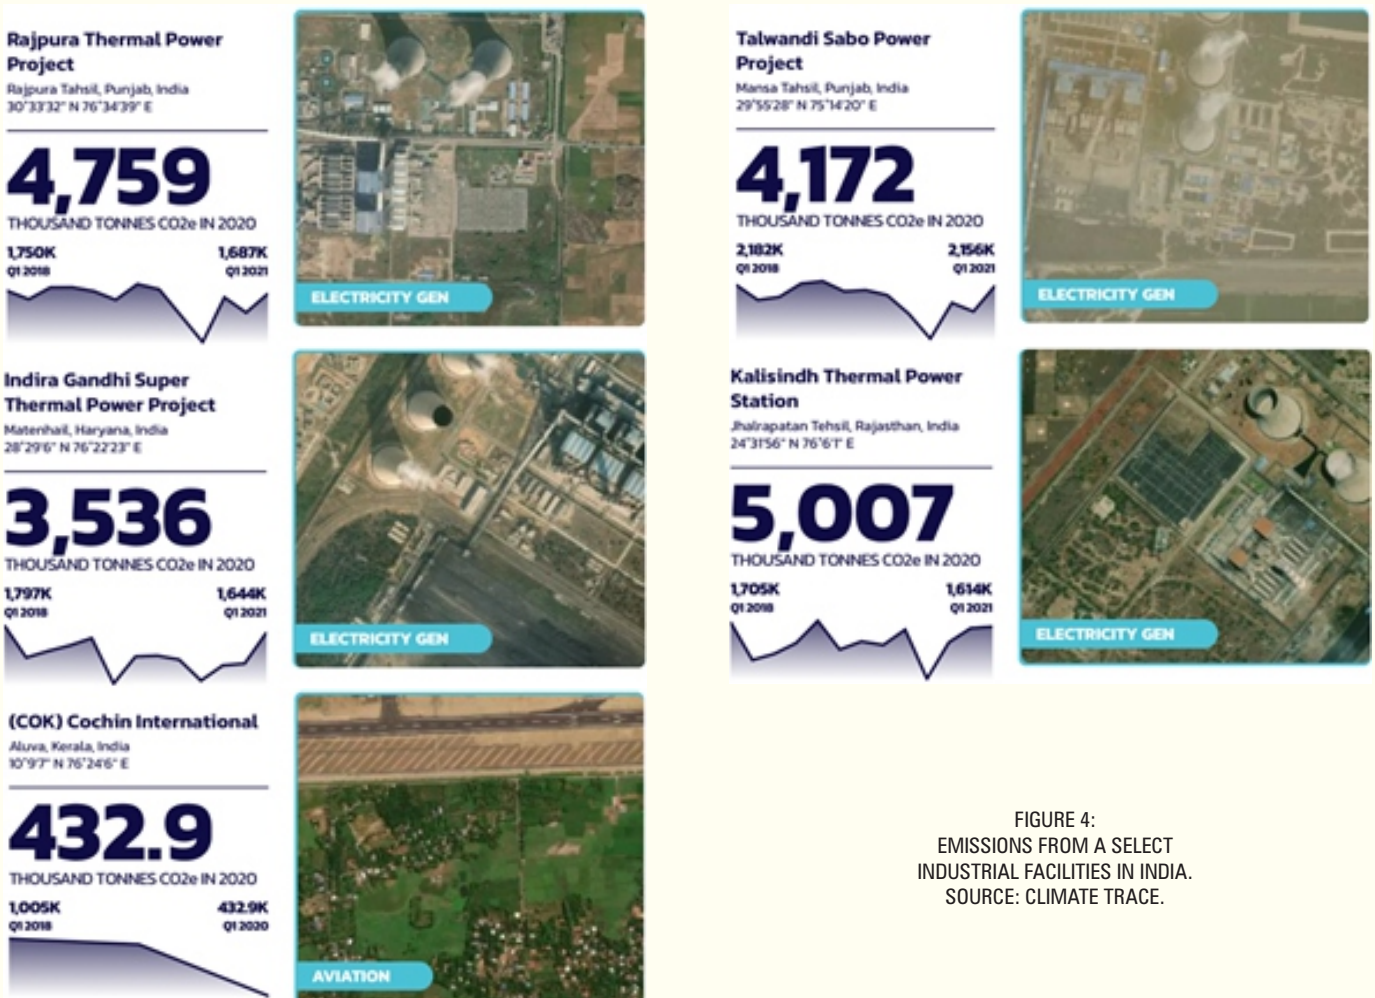 Rajpura Thermal Power
Project
Rajpura Tahsil, Punjab, India
30°33'32" N 76°34'39" E
4,759
THOUSAND TONNES CO2e IN 2020
1,750K 1,687K
Q1 2018 Q1 2021
ELECTRICITY GEN
Talwandi Sabo Power
Project
Mansa Tahsil, Punjab, India
29°55'28" N 75°14'20" E
4,172
THOUSAND TONNES CO2e IN 2020
2,182K 2,156K
Q1 2018 Q1 2021
ELECTRICITY GEN
Indira Gandhi Super
Thermal Power Project
Matenhail, Haryana, India
28°29'6" N 76°22'23" E
3,536
THOUSAND TONNES CO2e IN 2020
1,797K 1,644K
Q1 2018 Q1 2021
ELECTRICITY GEN
Kalisindh Thermal Power
Station
Jhalrapatan Tehsil, Rajasthan, India
24°31'56" N 76°6'1" E
5,007
THOUSAND TONNES CO2e IN 2020
1,705K 1,614K
Q1 2018 Q1 2021
ELECTRICITY GEN
(COK) Cochin International
Aluva, Kerala, India
10°9'7" N 76°24'6" E
432.9
THOUSAND TONNES CO2e IN 2020
1,005K 432.9K
Q1 2018 Q1 2020
AVIATION
FIGURE 4:
EMISSIONS FROM A SELECT
INDUSTRIAL FACILITIES IN INDIA.
SOURCE: CLIMATE TRACE.